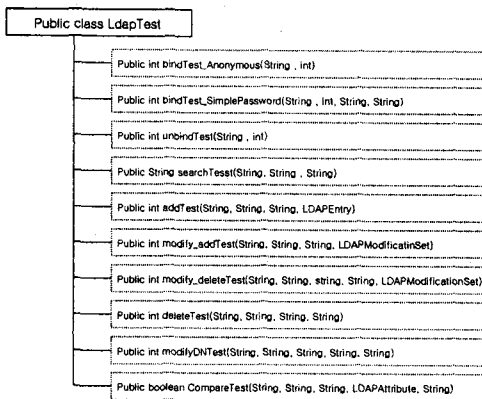 Public class LdapTest
Public int bindTest_Anonymous(String , int)
Public int bindTest_SimplePassword(String , int, String, String)
Public int unbindTest(String , int)
Public String searchTesst(String, String , String)
Public int addTest(String, String, String, LDAPEntry)
Public int modify_addTest(String, String, String, LDAPModificatinSet)
Public int modify_deleteTest(String, String, string, String, LDAPModificationSet)
Public int deleteTest(String, String, String, String)
Public int modifyDNTest(String, String, String, String, String)
Public boolean CompareTest(String, String, String, LDAPAttribute, String)